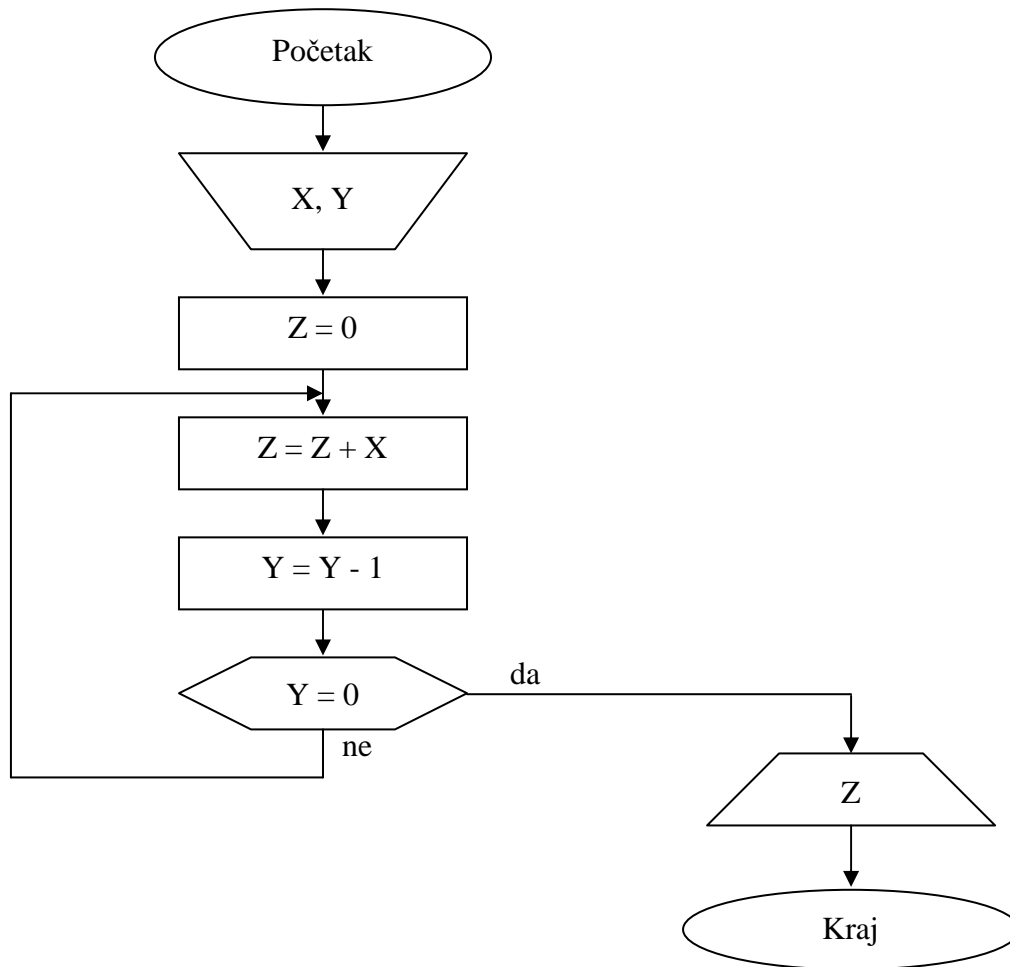 Početak
X, Y
Z = 0
Z = Z + X
Y = Y - 1
Y = 0
da
ne
Z
Kraj